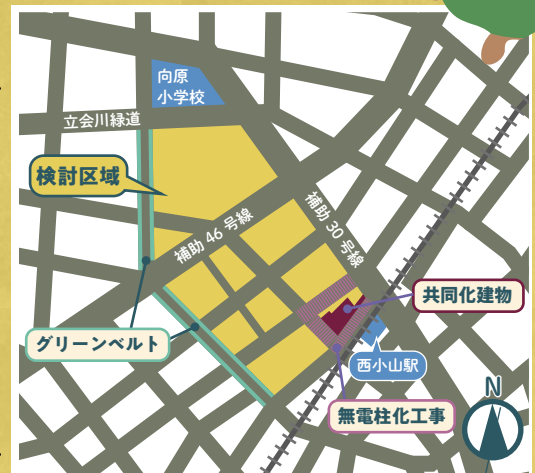 向原
小学校
立会川緑道
検討区域
補助 46 号線
補助 30 号線
共同化建物
グリーンベルト
西小山駅
無電柱化工事
N